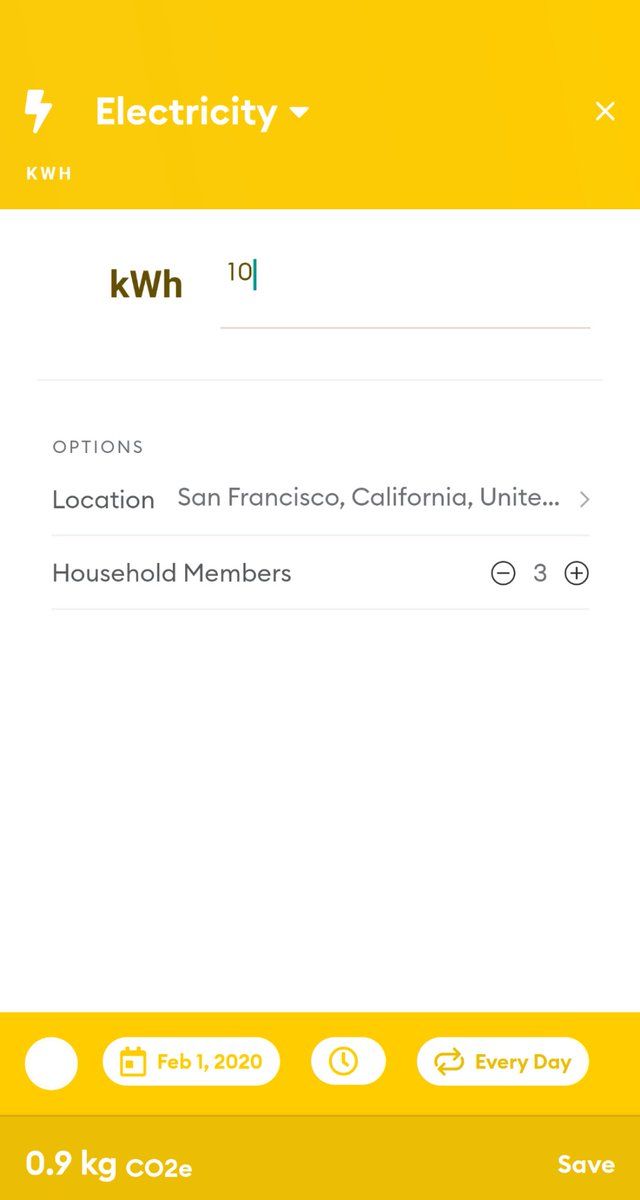 Electricity
KWH
kWh 10
OPTIONS
Location San Francisco, California, Unite...
Household Members 3
Feb 1, 2020 Every Day
0.9 kg CO2e Save